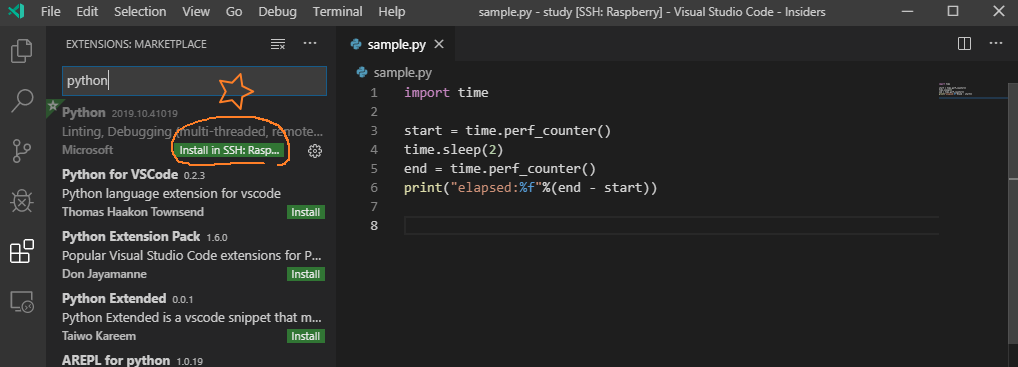 File Edit Selection View Go Debug Terminal Help sample.py - study [SSH: Raspberry] - Visual Studio Code - Insiders
EXTENSIONS: MARKETPLACE
python
Python 2019.10.41019
Linting, Debugging (multi-threaded, remote...
Microsoft Install in SSH: Rasp...
Python for VSCode 0.2.3
Python language extension for vscode
Thomas Haakon Townsend Install
Python Extension Pack 1.6.0
Popular Visual Studio Code extensions for P...
Don Jayamanne Install
Python Extended 0.0.1
Python Extended is a vscode snippet that m...
Taiwo Kareem Install
AREPL for python 1.0.19
sample.py
sample.py
1 import time
2
3 start = time.perf_counter()
4 time.sleep(2)
5 end = time.perf_counter()
6 print("elapsed:%f"%(end - start))
7
8